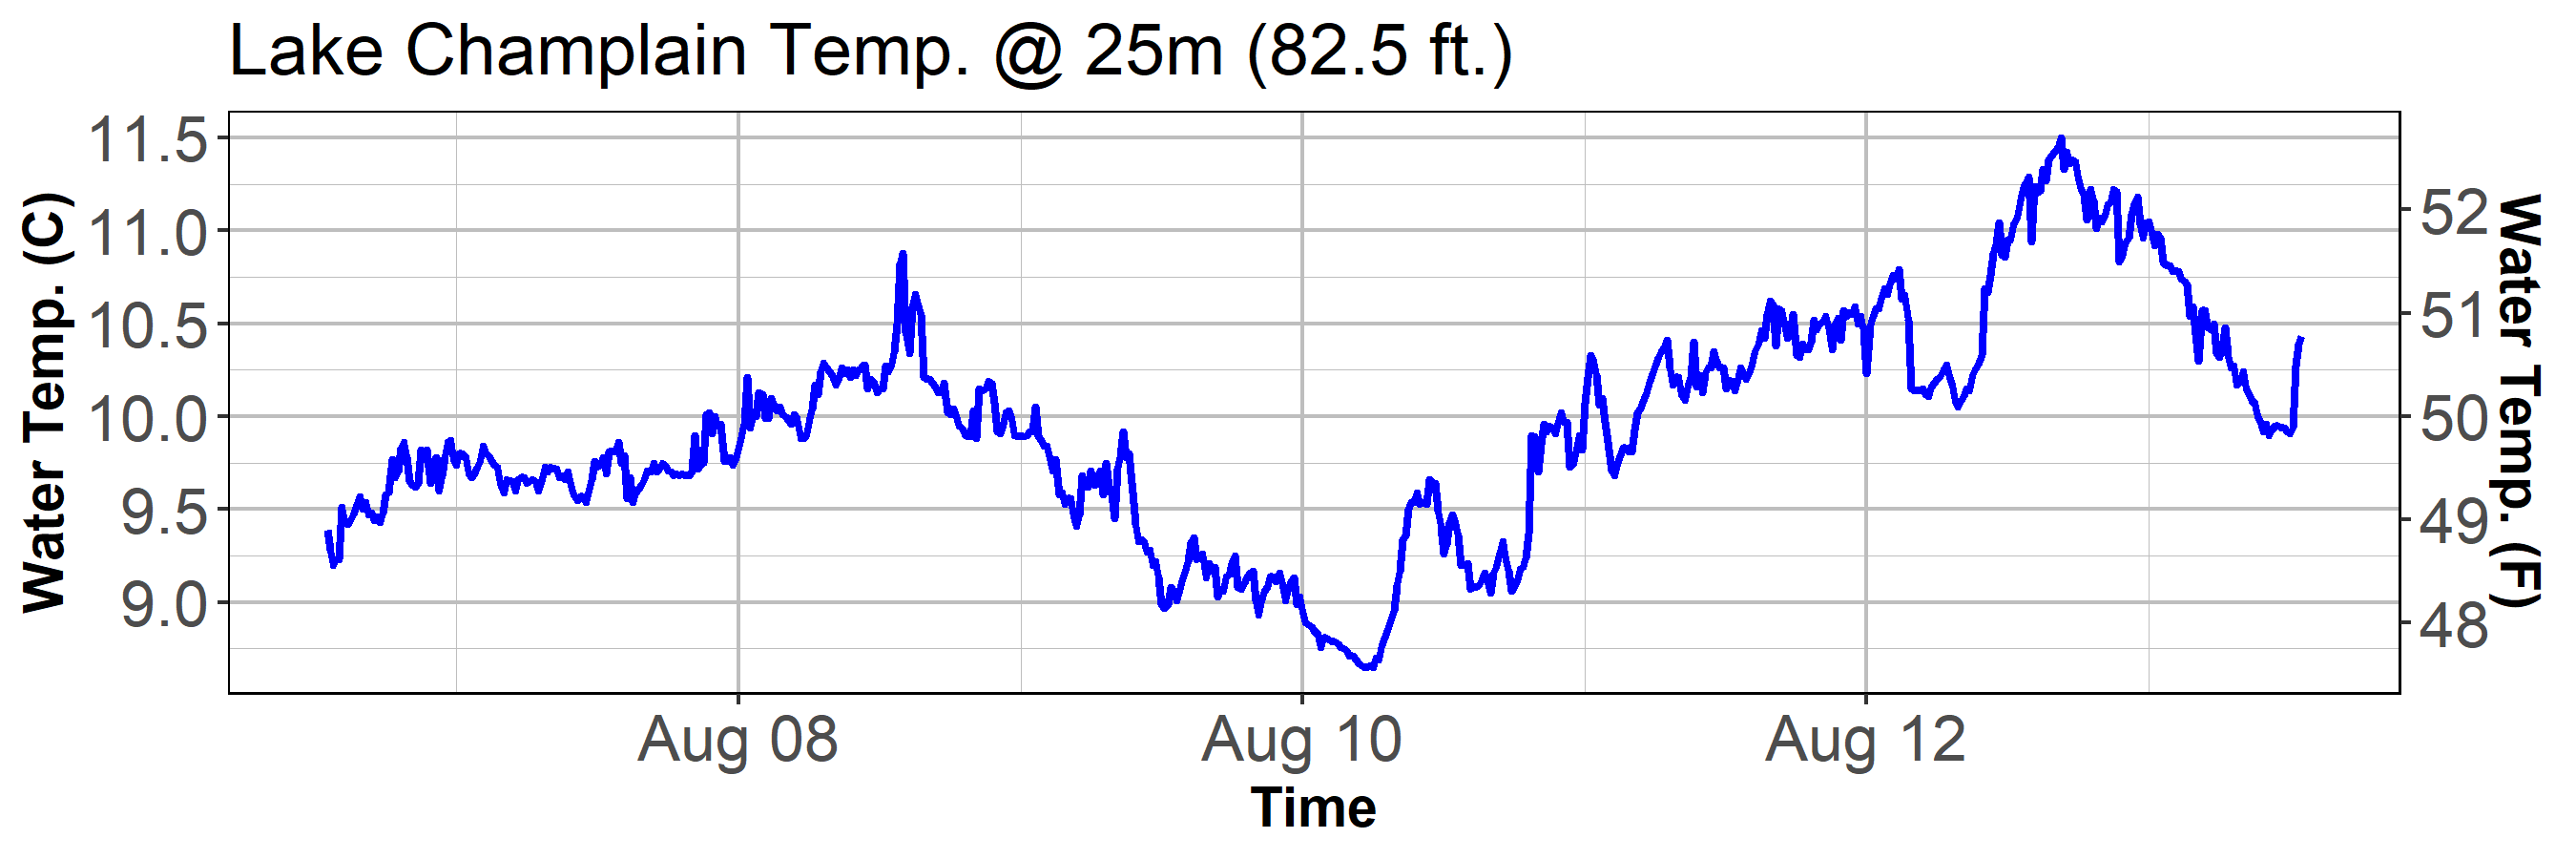 Lake Champlain Temp. @ 25m (82.5 ft.)
Water Temp. (C)
11.5
11.0
10.5
10.0
9.5
9.0
52
51
50
49
48
Water Temp. (F)
Aug 08
Aug 10
Aug 12
Time